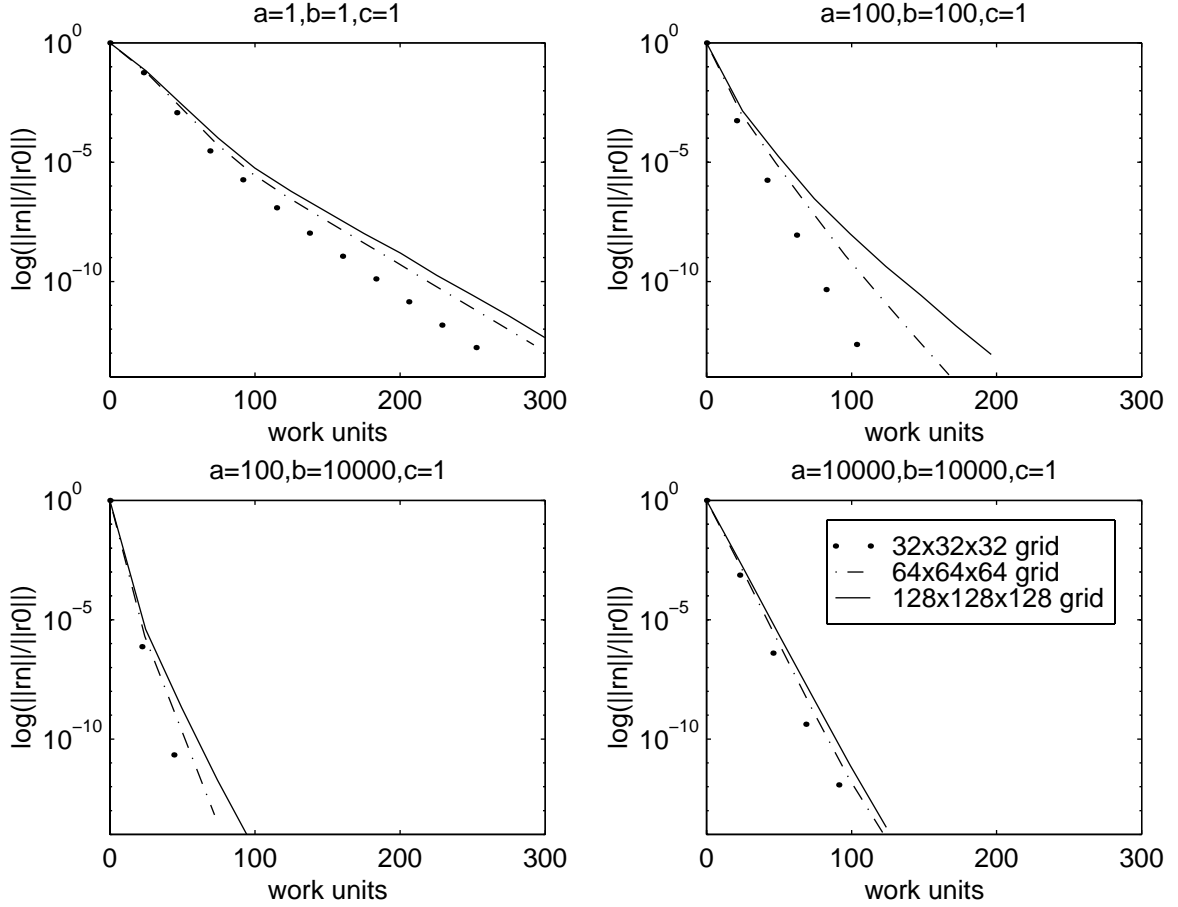 a=1,b=1,c=1
10^0
10^−5
10^−10
log(||rn||/||r0||)
0
100
200
300
work units
a=100,b=100,c=1
10^0
10^−5
10^−10
log(||rn||/||r0||)
0
100
200
300
work units
a=100,b=10000,c=1
10^0
10^−5
10^−10
log(||rn||/||r0||)
0
100
200
300
work units
a=10000,b=10000,c=1
10^0
10^−5
10^−10
log(||rn||/||r0||)
32x32x32 grid
64x64x64 grid
128x128x128 grid
0
100
200
300
work units